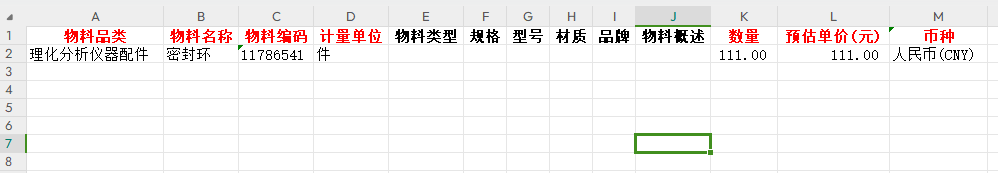 A B C D E F G H I J K L M
1 物料品类 物料名称 物料编码 计量单位 物料类型 规格 型号 材质 品牌 物料概述 数量 预估单价(元) 币种
2 理化分析仪器配件 密封环 11786541 件 111.00 111.00 人民币(CNY)
3
4
5
6
7
8